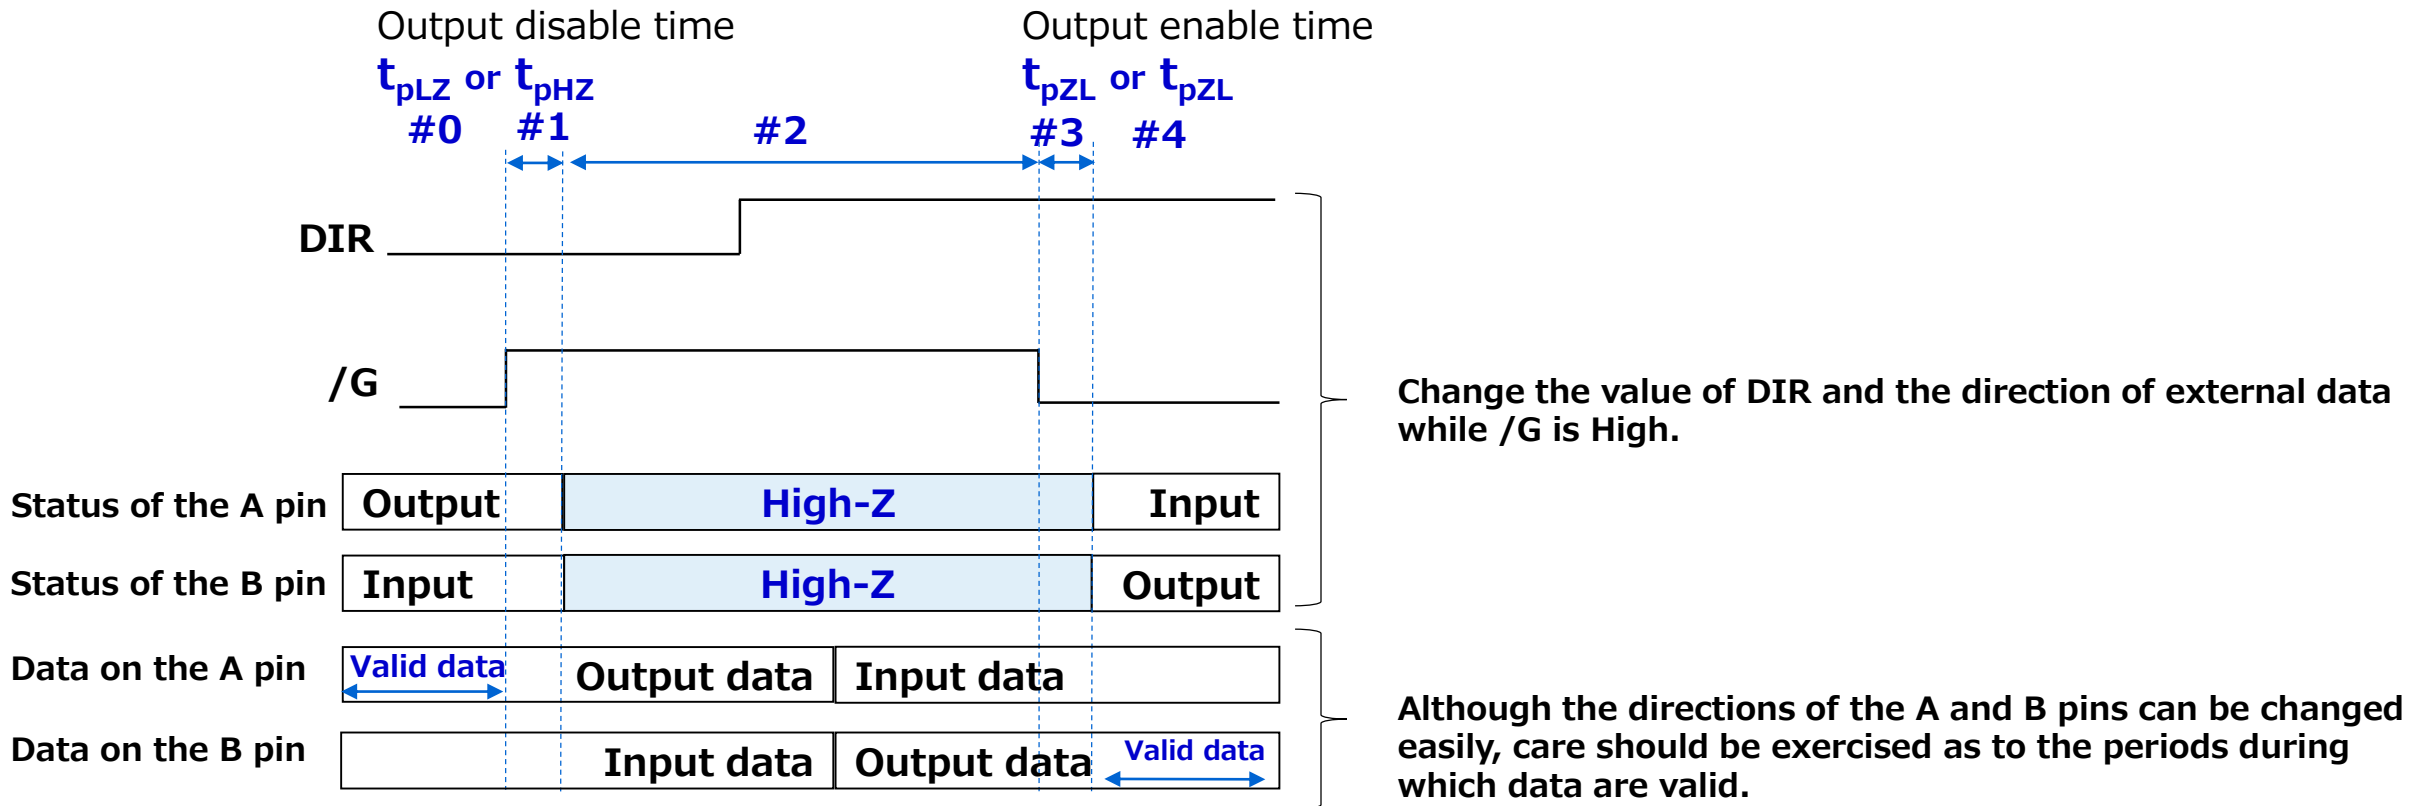 Output disable time
Output enable time
tpLZ or tpHZ
tpZL or tpZL
#0
#1
#2
#3
#4
DIR
/G
Change the value of DIR and the direction of external data
while /G is High.
Status of the A pin
Output
High-Z
Input
Status of the B pin
Input
High-Z
Output
Data on the A pin
Valid data
Output data
Input data
Data on the B pin
Input data
Output data
Valid data
Although the directions of the A and B pins can be changed
easily, care should be exercised as to the periods during
which data are valid.